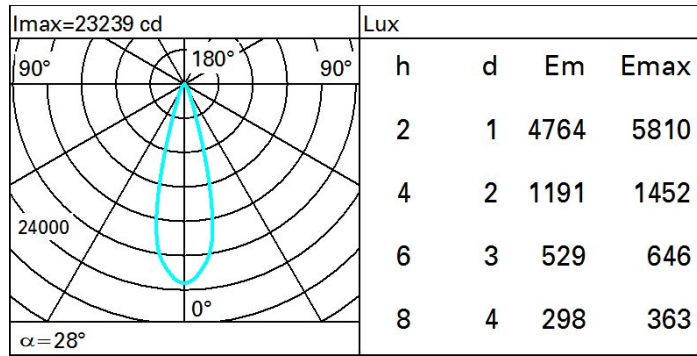 Imax=23239 cd
Lux
90°
180°
90°
h d Em Emax
2 1 4764 5810
4 2 1191 1452
24000
6 3 529 646
0°
8 4 298 363
α=28°